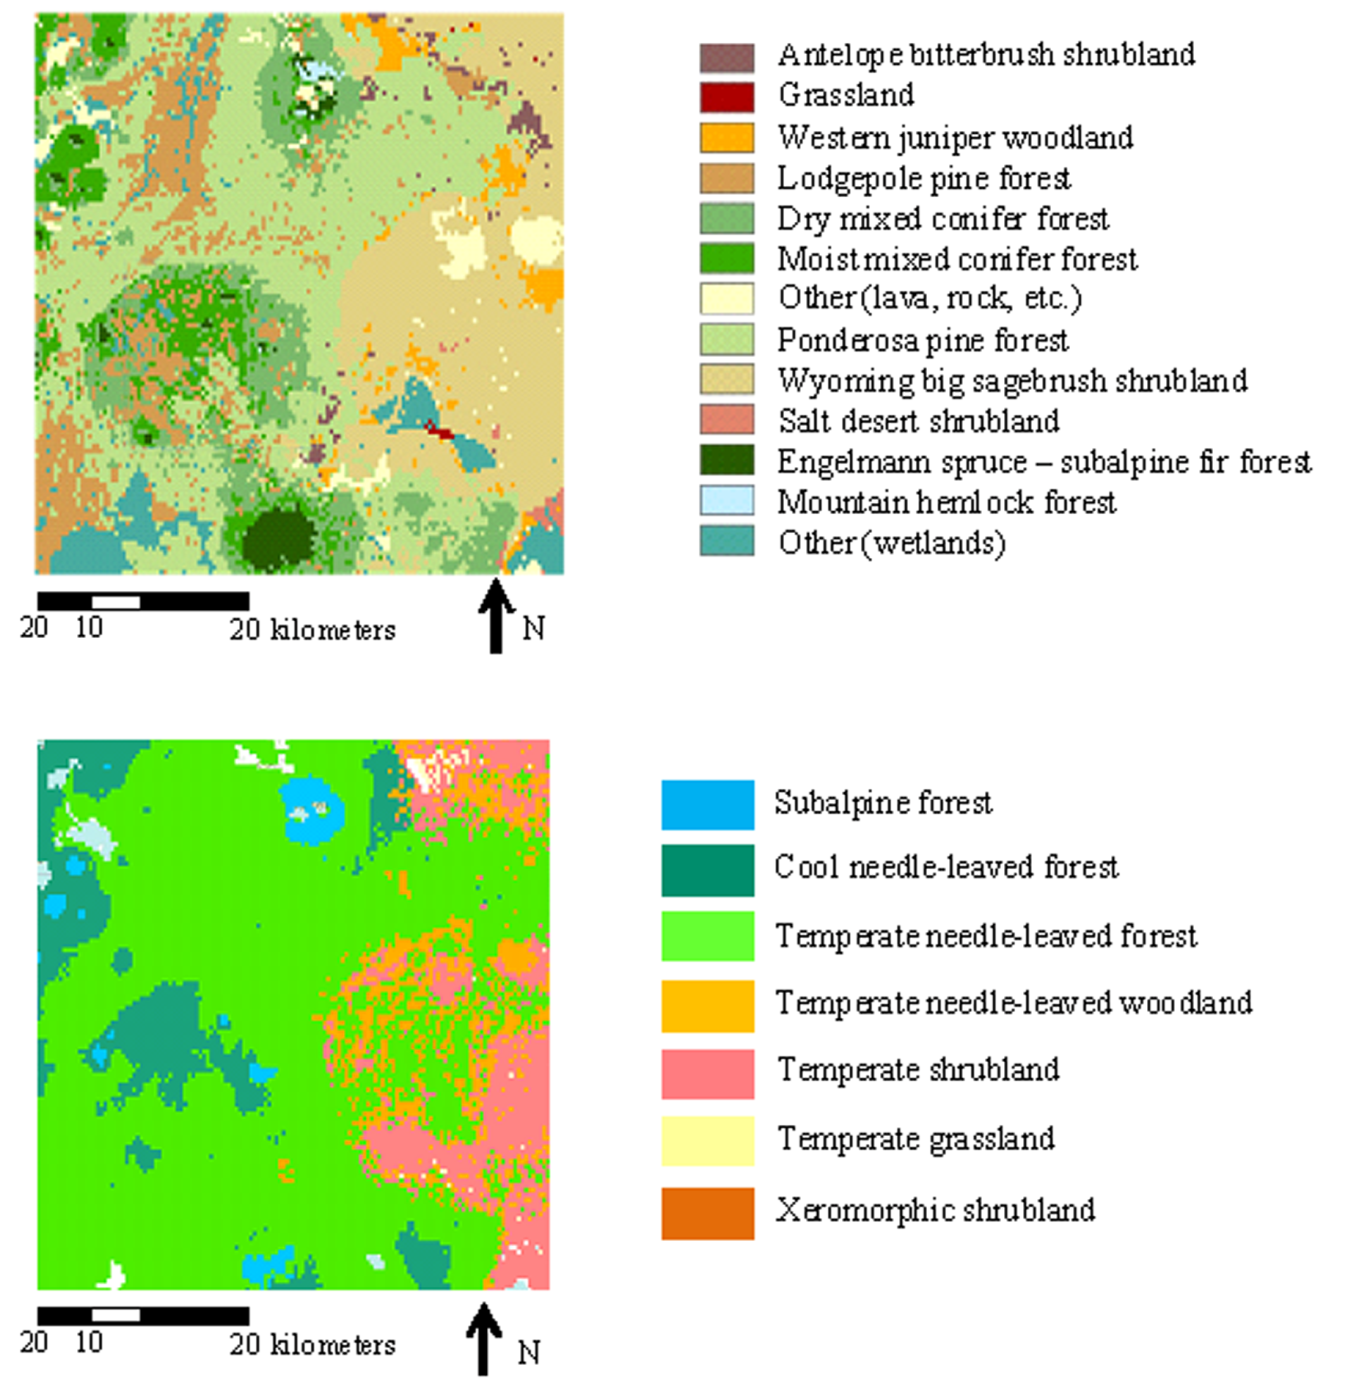 Antelope bitterbrush shrubland
Grassland
Western juniper woodland
Lodgepole pine forest
Dry mixed conifer forest
Moist mixed conifer forest
Other (lava, rock, etc.)
Ponderosa pine forest
Wyoming big sagebrush shrubland
Salt desert shrubland
Engelmann spruce – subalpine fir forest
Mountain hemlock forest
Other (wetlands)
20 10 20 kilometers N
Subalpine forest
Cool needle-leaved forest
Temperate needle-leaved forest
Temperate needle-leaved woodland
Temperate shrubland
Temperate grassland
Xeromorphic shrubland
20 10 20 kilometers N